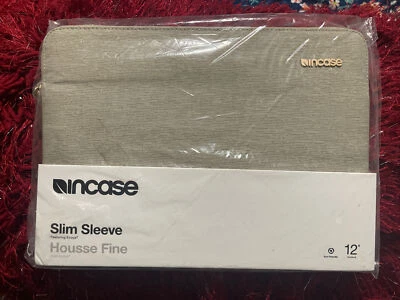 incase
incase
Slim Sleeve
Housse Fine
12"